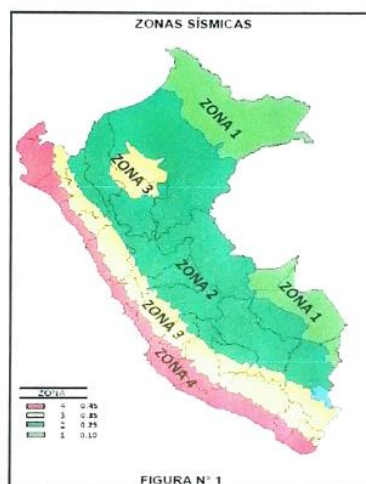 ZONAS SÍSMICAS
ZONA 1
ZONA 3
ZONA 2
ZONA 1
ZONA 3
ZONA 4
ZONA
4 0.45
3 0.35
2 0.25
1 0.10
FIGURA N° 1